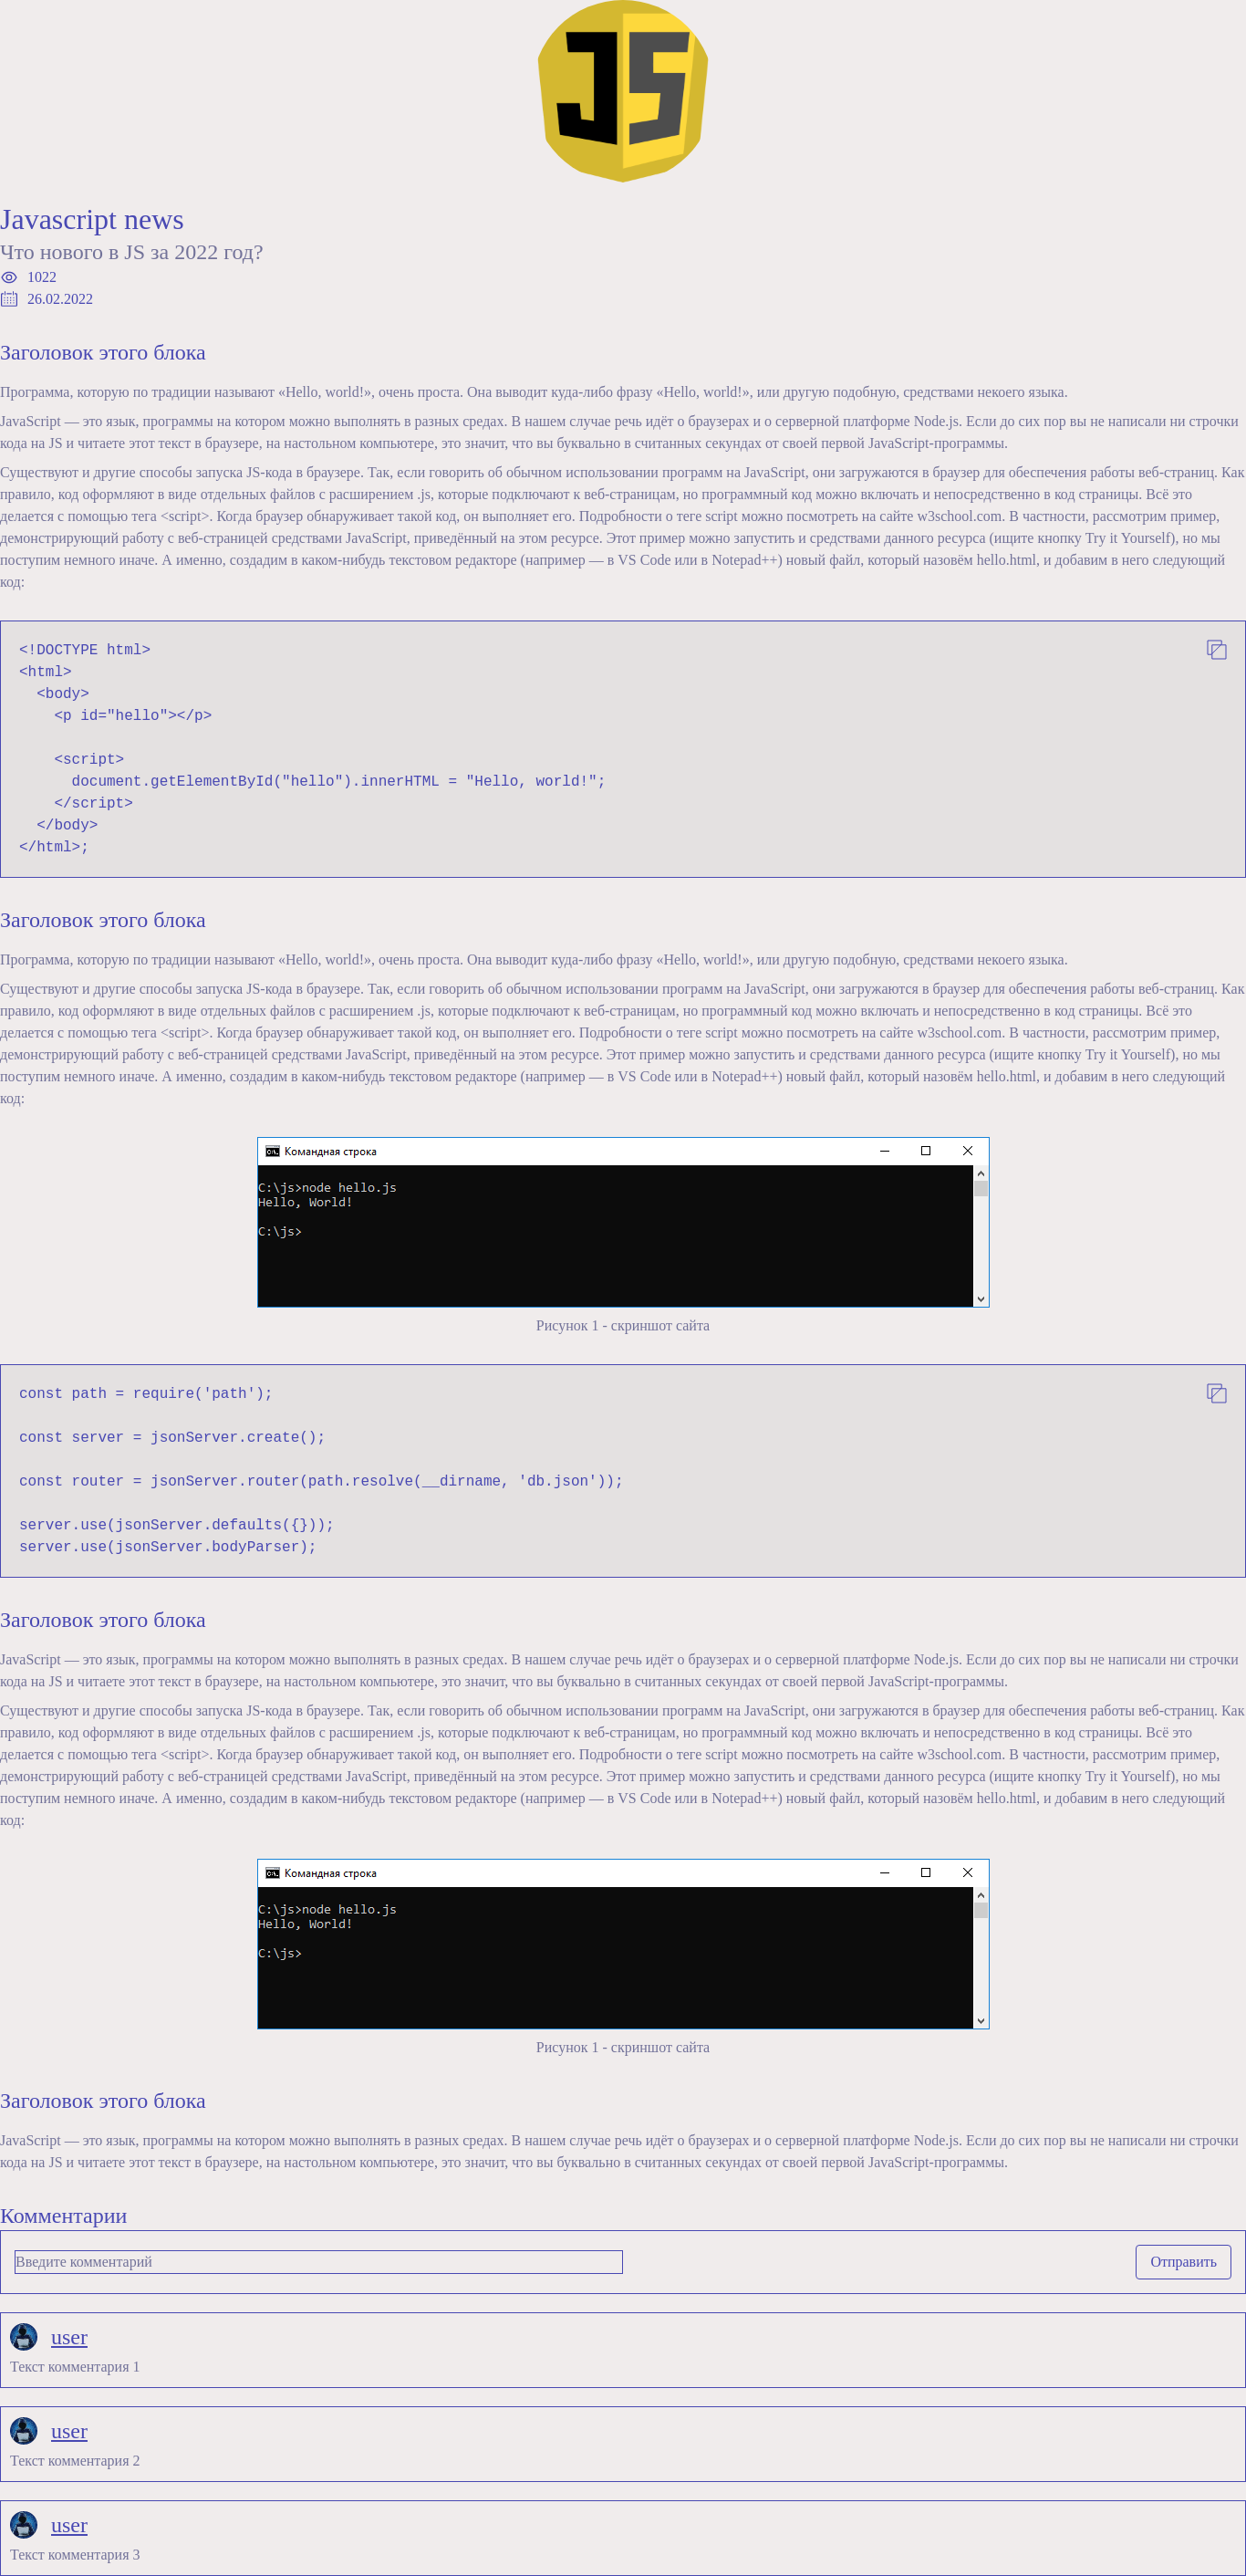 JS
Javascript news
Что нового в JS за 2022 год?
1022
26.02.2022
Заголовок этого блока
Программа, которую по традиции называют «Hello, world!», очень проста. Она выводит куда-либо фразу «Hello, world!», или другую подобную, средствами некоего языка.
JavaScript — это язык, программы на котором можно выполнять в разных средах. В нашем случае речь идёт о браузерах и о серверной платформе Node.js. Если до сих пор вы не написали ни строчки
кода на JS и читаете этот текст в браузере, на настольном компьютере, это значит, что вы буквально в считанных секундах от своей первой JavaScript-программы.
Существуют и другие способы запуска JS-кода в браузере. Так, если говорить об обычном использовании программ на JavaScript, они загружаются в браузер для обеспечения работы веб-страниц. Как
правило, код оформляют в виде отдельных файлов с расширением .js, которые подключают к веб-страницам, но программный код можно включать и непосредственно в код страницы. Всё это
делается с помощью тега <script>. Когда браузер обнаруживает такой код, он выполняет его. Подробности о теге script можно посмотреть на сайте w3school.com. В частности, рассмотрим пример,
демонстрирующий работу с веб-страницей средствами JavaScript, приведённый на этом ресурсе. Этот пример можно запустить и средствами данного ресурса (ищите кнопку Try it Yourself), но мы
поступим немного иначе. А именно, создадим в каком-нибудь текстовом редакторе (например — в VS Code или в Notepad++) новый файл, который назовём hello.html, и добавим в него следующий
код:
<!DOCTYPE html>
<html>
  <body>
    <p id="hello"></p>
    <script>
      document.getElementById("hello").innerHTML = "Hello, world!";
    </script>
  </body>
</html>;
Заголовок этого блока
Программа, которую по традиции называют «Hello, world!», очень проста. Она выводит куда-либо фразу «Hello, world!», или другую подобную, средствами некоего языка.
Существуют и другие способы запуска JS-кода в браузере. Так, если говорить об обычном использовании программ на JavaScript, они загружаются в браузер для обеспечения работы веб-страниц. Как
правило, код оформляют в виде отдельных файлов с расширением .js, которые подключают к веб-страницам, но программный код можно включать и непосредственно в код страницы. Всё это
делается с помощью тега <script>. Когда браузер обнаруживает такой код, он выполняет его. Подробности о теге script можно посмотреть на сайте w3school.com. В частности, рассмотрим пример,
демонстрирующий работу с веб-страницей средствами JavaScript, приведённый на этом ресурсе. Этот пример можно запустить и средствами данного ресурса (ищите кнопку Try it Yourself), но мы
поступим немного иначе. А именно, создадим в каком-нибудь текстовом редакторе (например — в VS Code или в Notepad++) новый файл, который назовём hello.html, и добавим в него следующий
код:
Командная строка
C:\js>node hello.js
Hello, World!
C:\js>
Рисунок 1 - скриншот сайта
const path = require('path');
const server = jsonServer.create();
const router = jsonServer.router(path.resolve(__dirname, 'db.json'));
server.use(jsonServer.defaults({}));
server.use(jsonServer.bodyParser);
Заголовок этого блока
JavaScript — это язык, программы на котором можно выполнять в разных средах. В нашем случае речь идёт о браузерах и о серверной платформе Node.js. Если до сих пор вы не написали ни строчки
кода на JS и читаете этот текст в браузере, на настольном компьютере, это значит, что вы буквально в считанных секундах от своей первой JavaScript-программы.
Существуют и другие способы запуска JS-кода в браузере. Так, если говорить об обычном использовании программ на JavaScript, они загружаются в браузер для обеспечения работы веб-страниц. Как
правило, код оформляют в виде отдельных файлов с расширением .js, которые подключают к веб-страницам, но программный код можно включать и непосредственно в код страницы. Всё это
делается с помощью тега <script>. Когда браузер обнаруживает такой код, он выполняет его. Подробности о теге script можно посмотреть на сайте w3school.com. В частности, рассмотрим пример,
демонстрирующий работу с веб-страницей средствами JavaScript, приведённый на этом ресурсе. Этот пример можно запустить и средствами данного ресурса (ищите кнопку Try it Yourself), но мы
поступим немного иначе. А именно, создадим в каком-нибудь текстовом редакторе (например — в VS Code или в Notepad++) новый файл, который назовём hello.html, и добавим в него следующий
код:
Командная строка
C:\js>node hello.js
Hello, World!
C:\js>
Рисунок 1 - скриншот сайта
Заголовок этого блока
JavaScript — это язык, программы на котором можно выполнять в разных средах. В нашем случае речь идёт о браузерах и о серверной платформе Node.js. Если до сих пор вы не написали ни строчки
кода на JS и читаете этот текст в браузере, на настольном компьютере, это значит, что вы буквально в считанных секундах от своей первой JavaScript-программы.
Комментарии
Введите комментарий
Отправить
user
Текст комментария 1
user
Текст комментария 2
user
Текст комментария 3